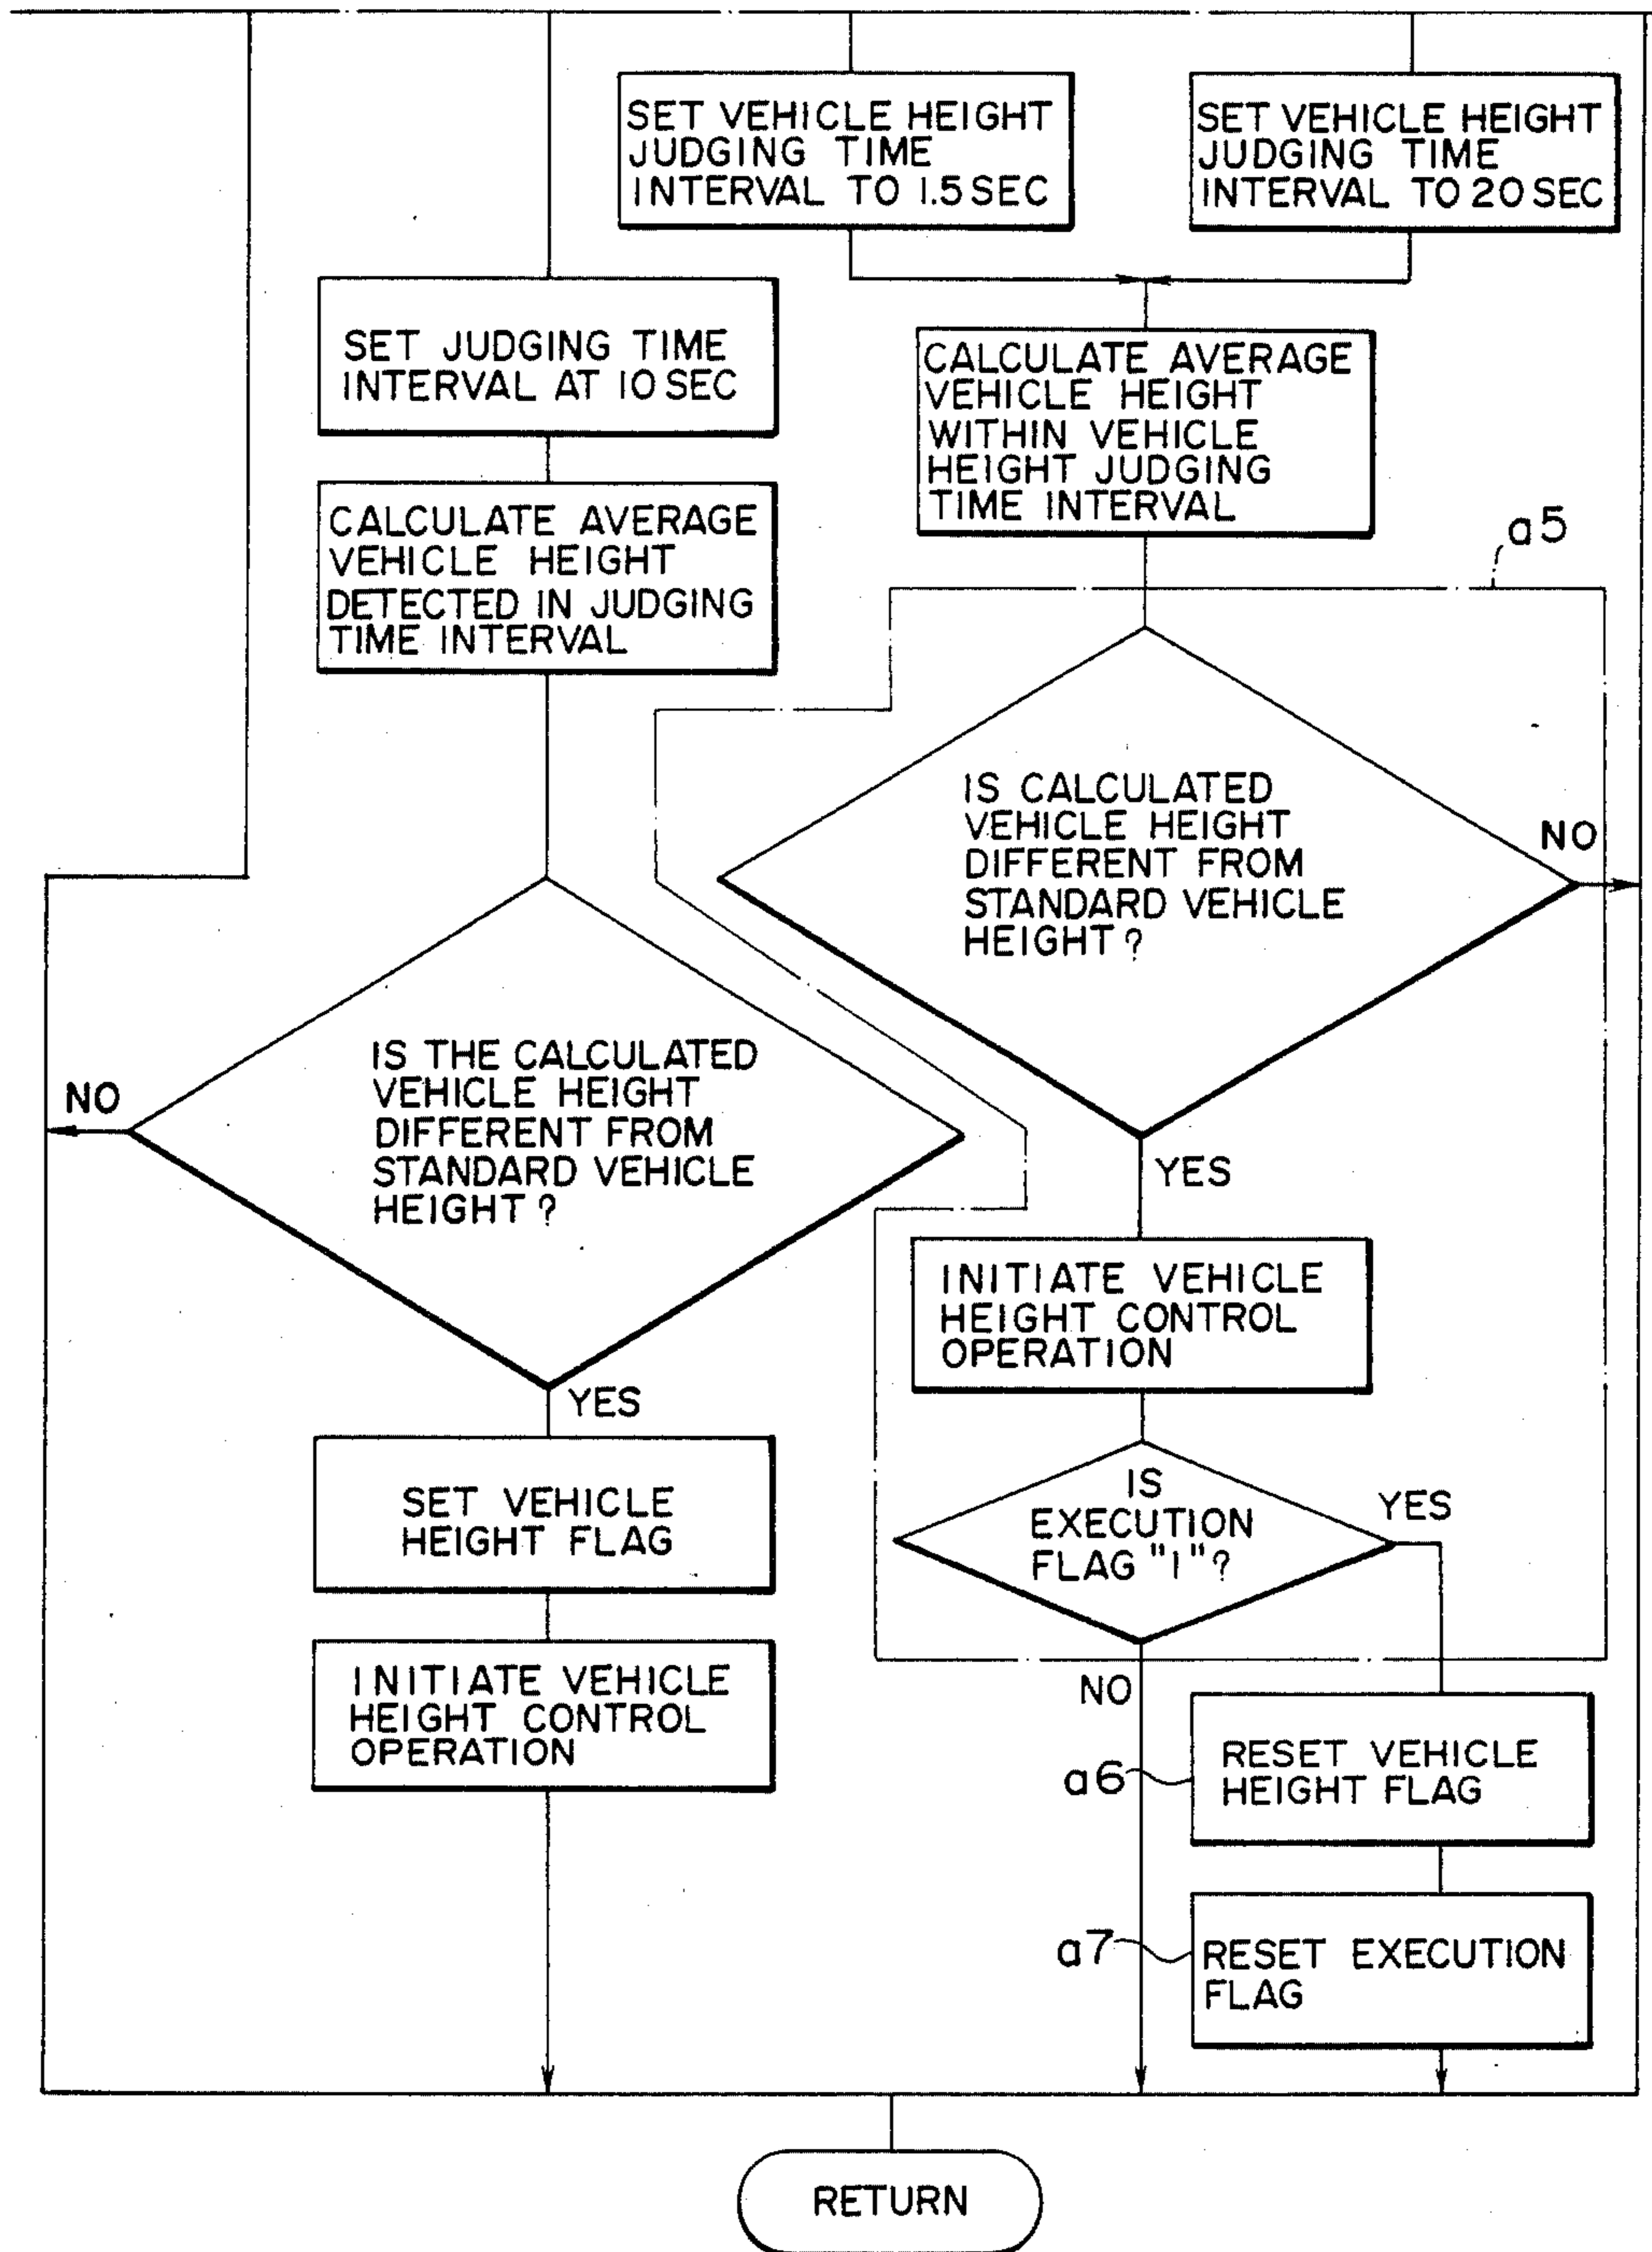 SET VEHICLE HEIGHT
JUDGING TIME
INTERVAL TO 1.5 SEC
SET VEHICLE HEIGHT
JUDGING TIME
INTERVAL TO 20 SEC
SET JUDGING TIME
INTERVAL AT 10 SEC
CALCULATE AVERAGE
VEHICLE HEIGHT
WITHIN VEHICLE
HEIGHT JUDGING
TIME INTERVAL
CALCULATE AVERAGE
VEHICLE HEIGHT
DETECTED IN JUDGING
TIME INTERVAL
a5
IS CALCULATED
VEHICLE HEIGHT
DIFFERENT FROM
STANDARD VEHICLE
HEIGHT?
NO
IS THE CALCULATED
VEHICLE HEIGHT
DIFFERENT FROM
STANDARD VEHICLE
HEIGHT?
NO
YES
INITIATE VEHICLE
HEIGHT CONTROL
OPERATION
YES
SET VEHICLE
HEIGHT FLAG
IS
EXECUTION
FLAG "1"?
YES
INITIATE VEHICLE
HEIGHT CONTROL
OPERATION
NO
a6
RESET VEHICLE
HEIGHT FLAG
a7
RESET EXECUTION
FLAG
RETURN